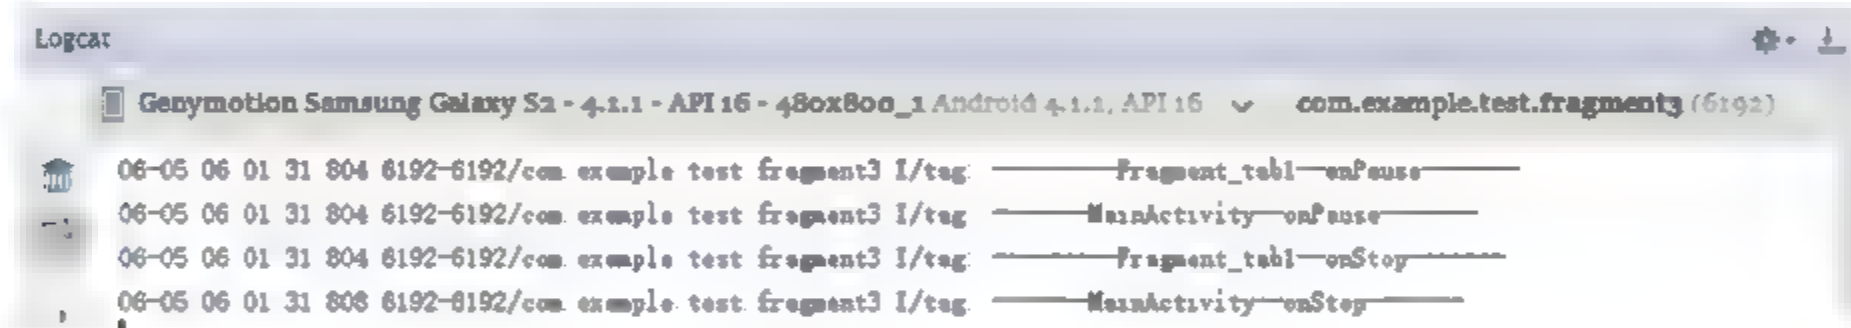 Logcat
Genymotion Samsung Galaxy S2 - 4.1.1 - API 16 - 480x800_1 Android 4.1.1, API 16 com.example.test.fragment3 (6192)
06-05 06:01:31.804 6192-6192/com.example.test.fragment3 I/tag: ————————Fragment_tab1——onPause————————
06-05 06:01:31.804 6192-6192/com.example.test.fragment3 I/tag: ————————MainActivity——onPause————————
06-05 06:01:31.804 6192-6192/com.example.test.fragment3 I/tag: ————————Fragment_tab1——onStop————————
06-05 06:01:31.808 6192-6192/com.example.test.fragment3 I/tag: ————————MainActivity——onStop————————